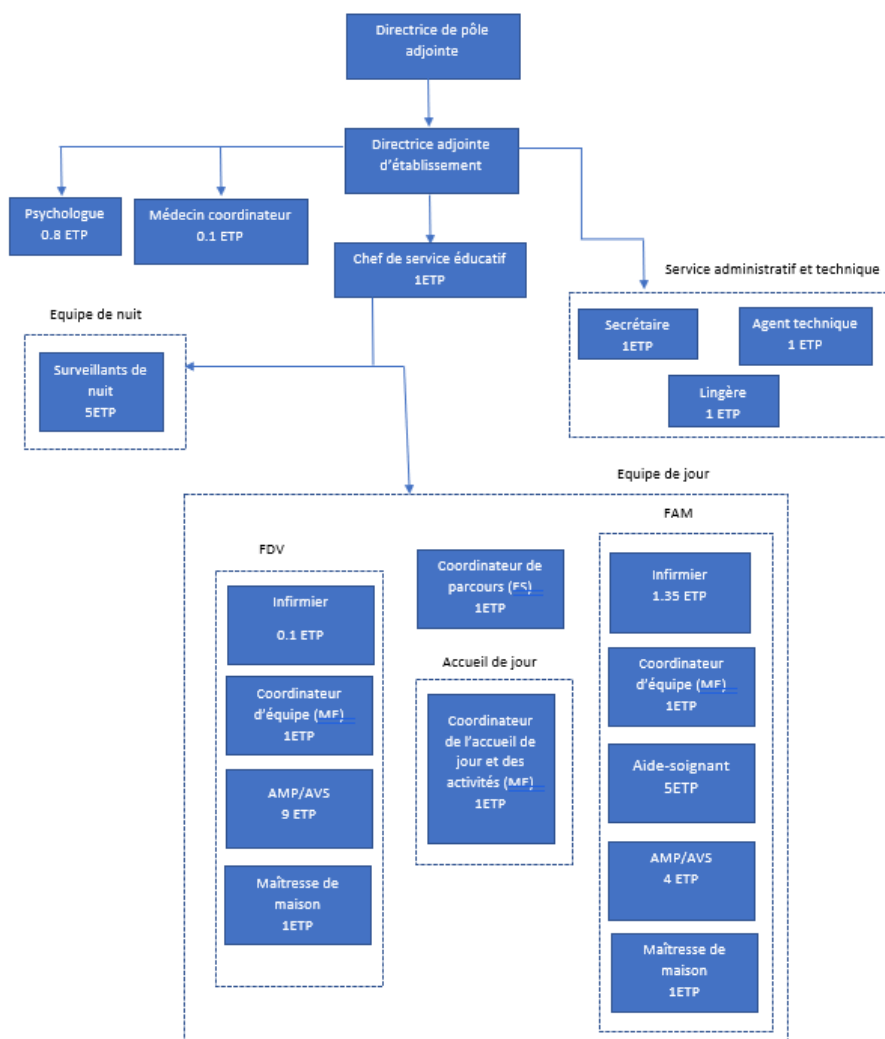 Directrice de pôle
adjointe
Directrice adjointe
d'établissement
Psychologue
0.8 ETP
Médecin coordinateur
0.1 ETP
Chef de service éducatif
1ETP
Service administratif et technique
Secrétaire
1ETP
Agent technique
1 ETP
Lingère
1 ETP
Equipe de nuit
Surveillants de
nuit
5ETP
Equipe de jour
FDV
Infirmier
0.1 ETP
Coordinateur
d'équipe (ME)
1ETP
AMP/AVS
9 ETP
Maîtresse de
maison
1ETP
Coordinateur de
parcours (ES)
1ETP
Accueil de jour
Coordinateur
de l'accueil de
jour et des
activités (ME)
1ETP
FAM
Infirmier
1.35 ETP
Coordinateur
d'équipe (ME)
1ETP
Aide-soignant
5ETP
AMP/AVS
4 ETP
Maîtresse de
maison
1ETP